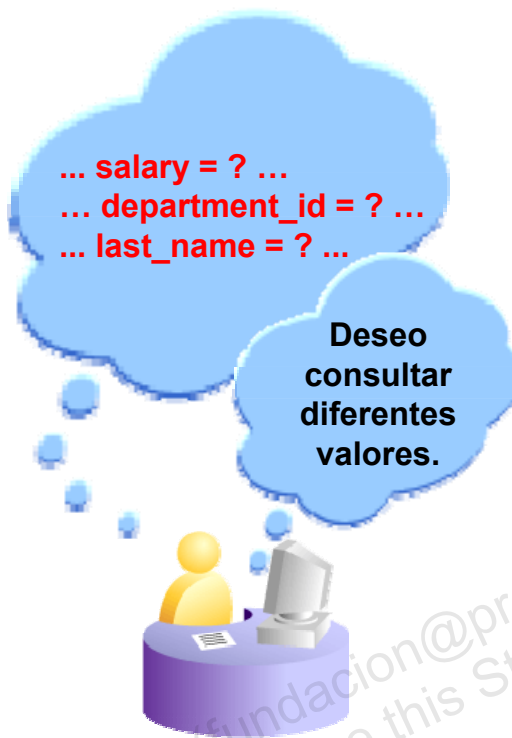 ... salary = ? …
… department_id = ? …
... last_name = ? ...
Deseo
consultar
diferentes
valores.